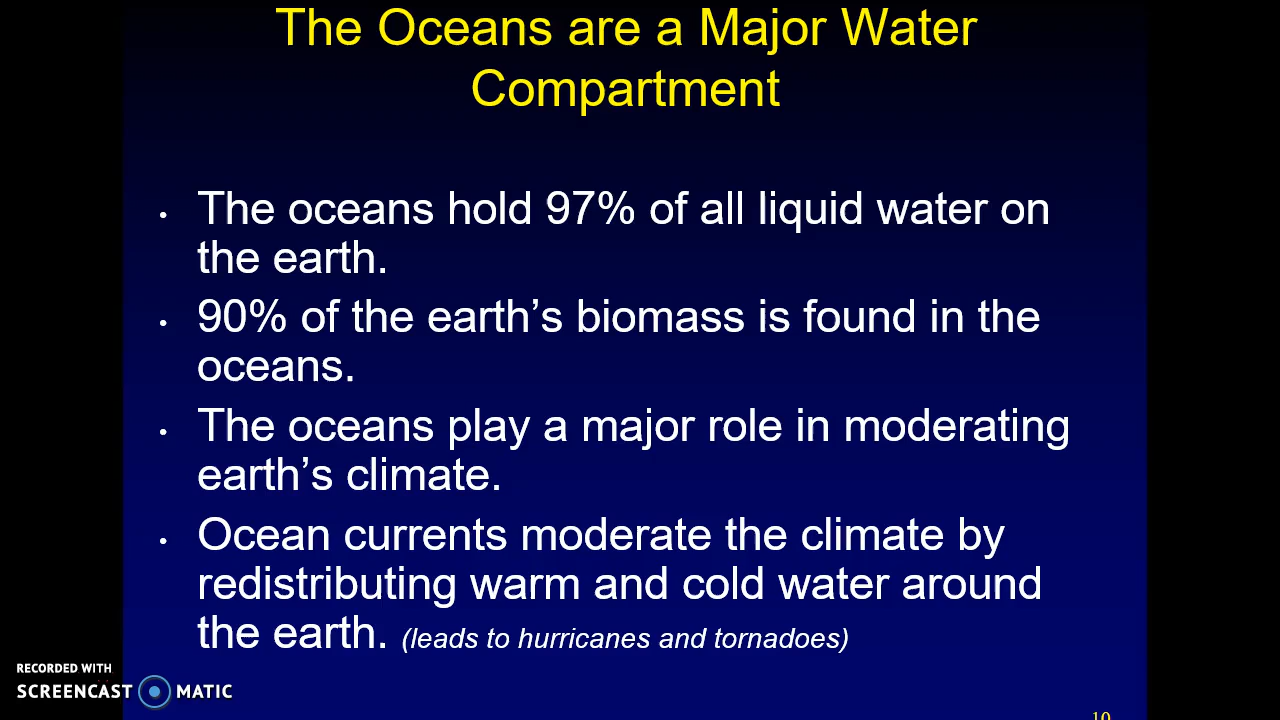 The Oceans are a Major Water
Compartment
• The oceans hold 97% of all liquid water on
the earth.
• 90% of the earth’s biomass is found in the
oceans.
• The oceans play a major role in moderating
earth’s climate.
• Ocean currents moderate the climate by
redistributing warm and cold water around
the earth. (leads to hurricanes and tornadoes)
RECORDED WITH
SCREENCAST MATIC
10